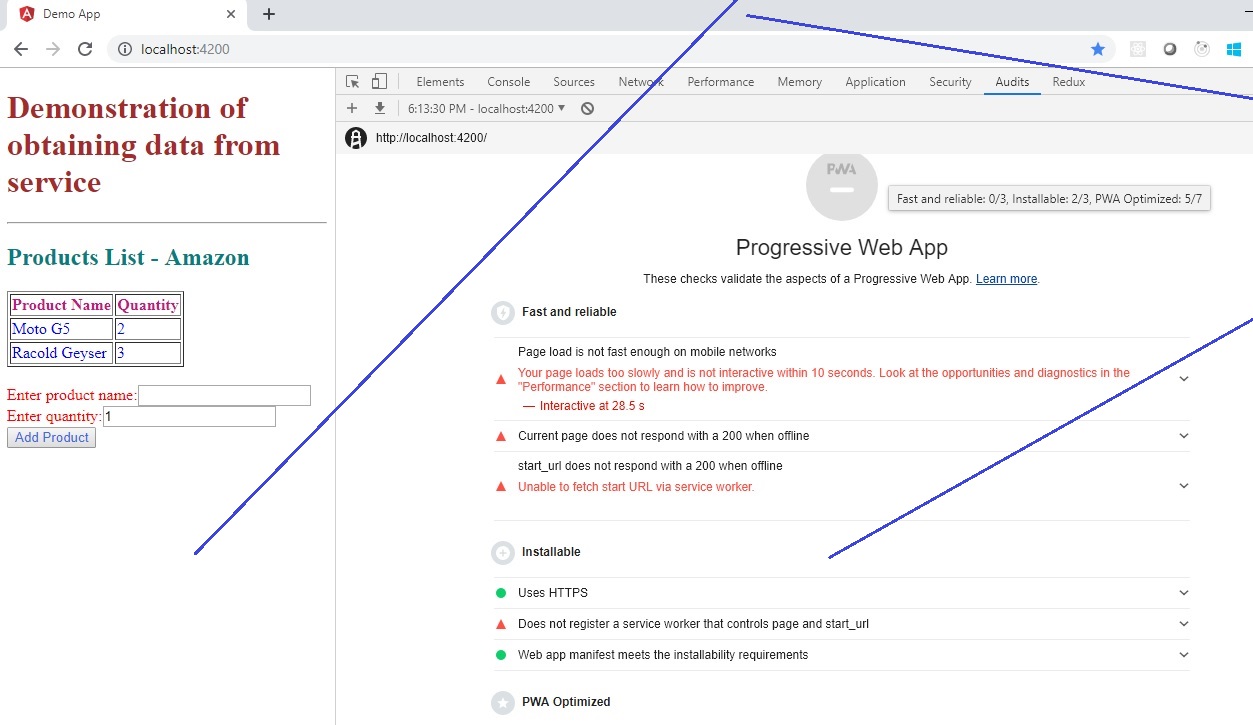 Demo App
localhost:4200
Demonstration of
obtaining data from
service
Products List - Amazon
Product Name Quantity
Moto G5 2
Racold Geyser 3
Enter product name:
Enter quantity: 1
Add Product
Elements Console Sources Network Performance Memory Application Security Audits Redux
6:13:30 PM - localhost:4200
http://localhost:4200/
PWA
Fast and reliable: 0/3, Installable: 2/3, PWA Optimized: 5/7
Progressive Web App
These checks validate the aspects of a Progressive Web App. Learn more.
Fast and reliable
Page load is not fast enough on mobile networks
Your page loads too slowly and is not interactive within 10 seconds. Look at the opportunities and diagnostics in the
"Performance" section to learn how to improve.
— Interactive at 28.5 s
Current page does not respond with a 200 when offline
start_url does not respond with a 200 when offline
Unable to fetch start URL via service worker.
Installable
Uses HTTPS
Does not register a service worker that controls page and start_url
Web app manifest meets the installability requirements
PWA Optimized